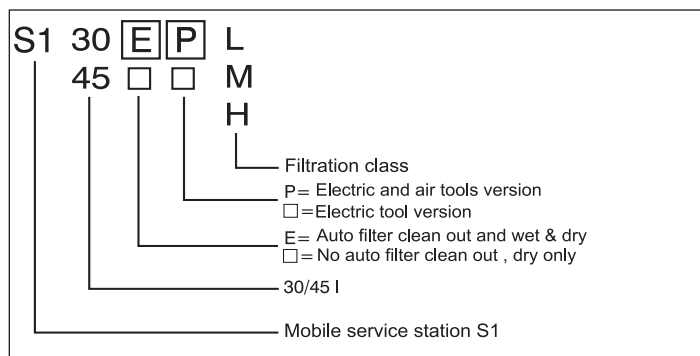 S1 30 E P L
45 □ □ M
H
Filtration class
P= Electric and air tools version
□=Electric tool version
E= Auto filter clean out and wet & dry
□= No auto filter clean out , dry only
30/45 l
Mobile service station S1